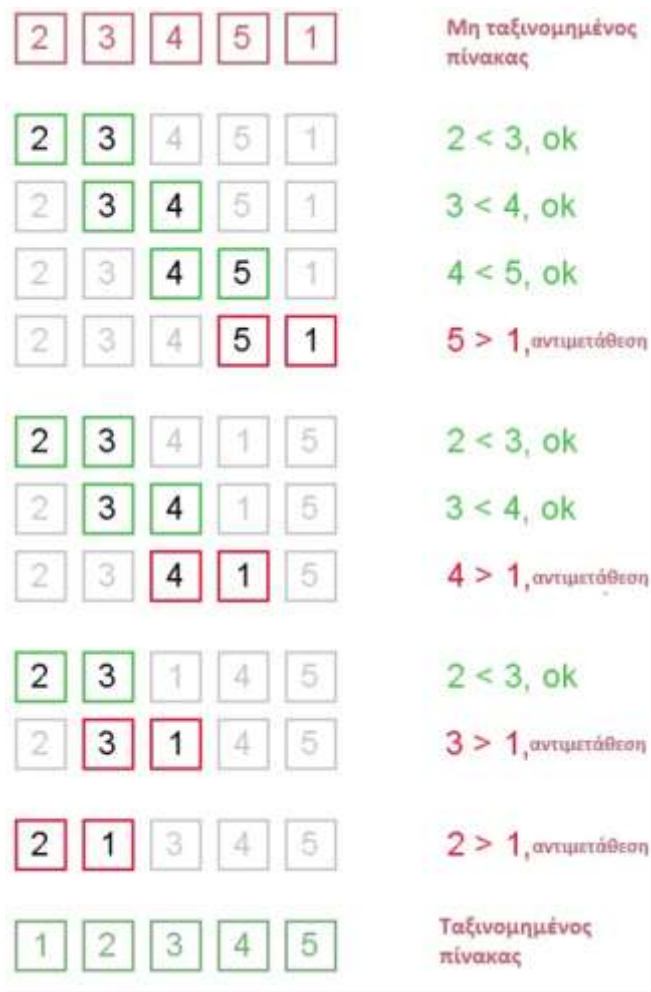 2 3 4 5 1 Μη ταξινομημένος
πίνακας
2 3 4 5 1 2 < 3, ok
2 3 4 5 1 3 < 4, ok
2 3 4 5 1 4 < 5, ok
2 3 4 5 1 5 > 1,αντιμετάθεση
2 3 4 1 5 2 < 3, ok
2 3 4 1 5 3 < 4, ok
2 3 4 1 5 4 > 1,αντιμετάθεση
2 3 1 4 5 2 < 3, ok
2 3 1 4 5 3 > 1,αντιμετάθεση
2 1 3 4 5 2 > 1,αντιμετάθεση
1 2 3 4 5 Ταξινομημένος
πίνακας